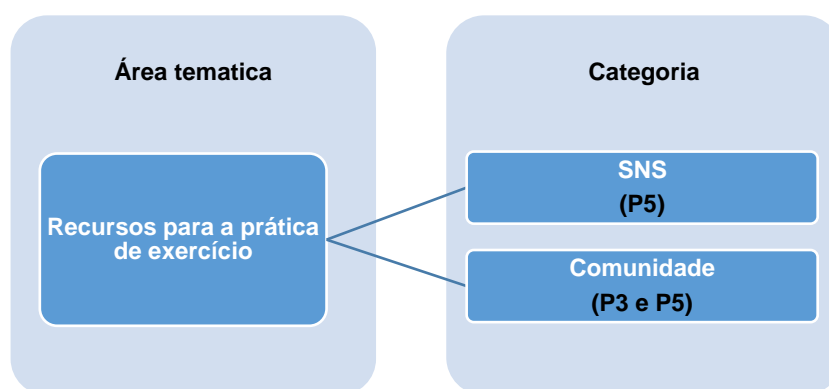 Área tematica
Recursos para a prática
de exercício
Categoria
SNS
(P5)
Comunidade
(P3 e P5)